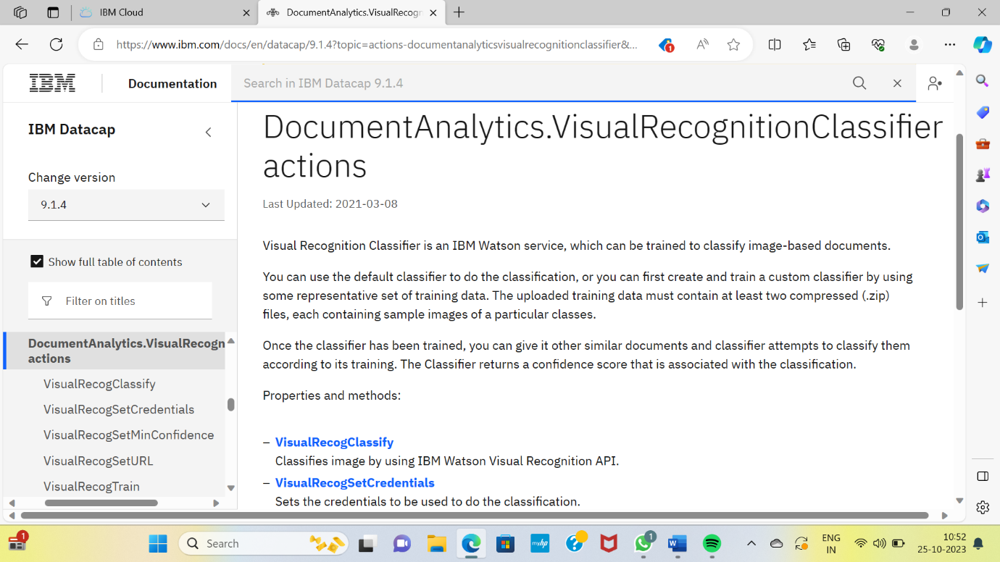 IBM Cloud
DocumentAnalytics.VisualRecogn
https://www.ibm.com/docs/en/datacap/9.1.4?topic=actions-documentanalyticsvisualrecognitionclassifier&...
1
IBM
Documentation
Search in IBM Datacap 9.1.4
IBM Datacap
Change version
9.1.4
Show full table of contents
Filter on titles
DocumentAnalytics.VisualRecogn
actions
VisualRecogClassify
VisualRecogSetCredentials
VisualRecogSetMinConfidence
VisualRecogSetURL
VisualRecogTrain
DocumentAnalytics.VisualRecognitionClassifier
actions
Last Updated: 2021-03-08
Visual Recognition Classifier is an IBM Watson service, which can be trained to classify image-based documents.
You can use the default classifier to do the classification, or you can first create and train a custom classifier by using
some representative set of training data. The uploaded training data must contain at least two compressed (.zip)
files, each containing sample images of a particular classes.
Once the classifier has been trained, you can give it other similar documents and classifier attempts to classify them
according to its training. The Classifier returns a confidence score that is associated with the classification.
Properties and methods:
– VisualRecogClassify
Classifies image by using IBM Watson Visual Recognition API.
– VisualRecogSetCredentials
Sets the credentials to be used to do the classification.
1
Search
myhp
1
ENG
IN
10:52
25-10-2023